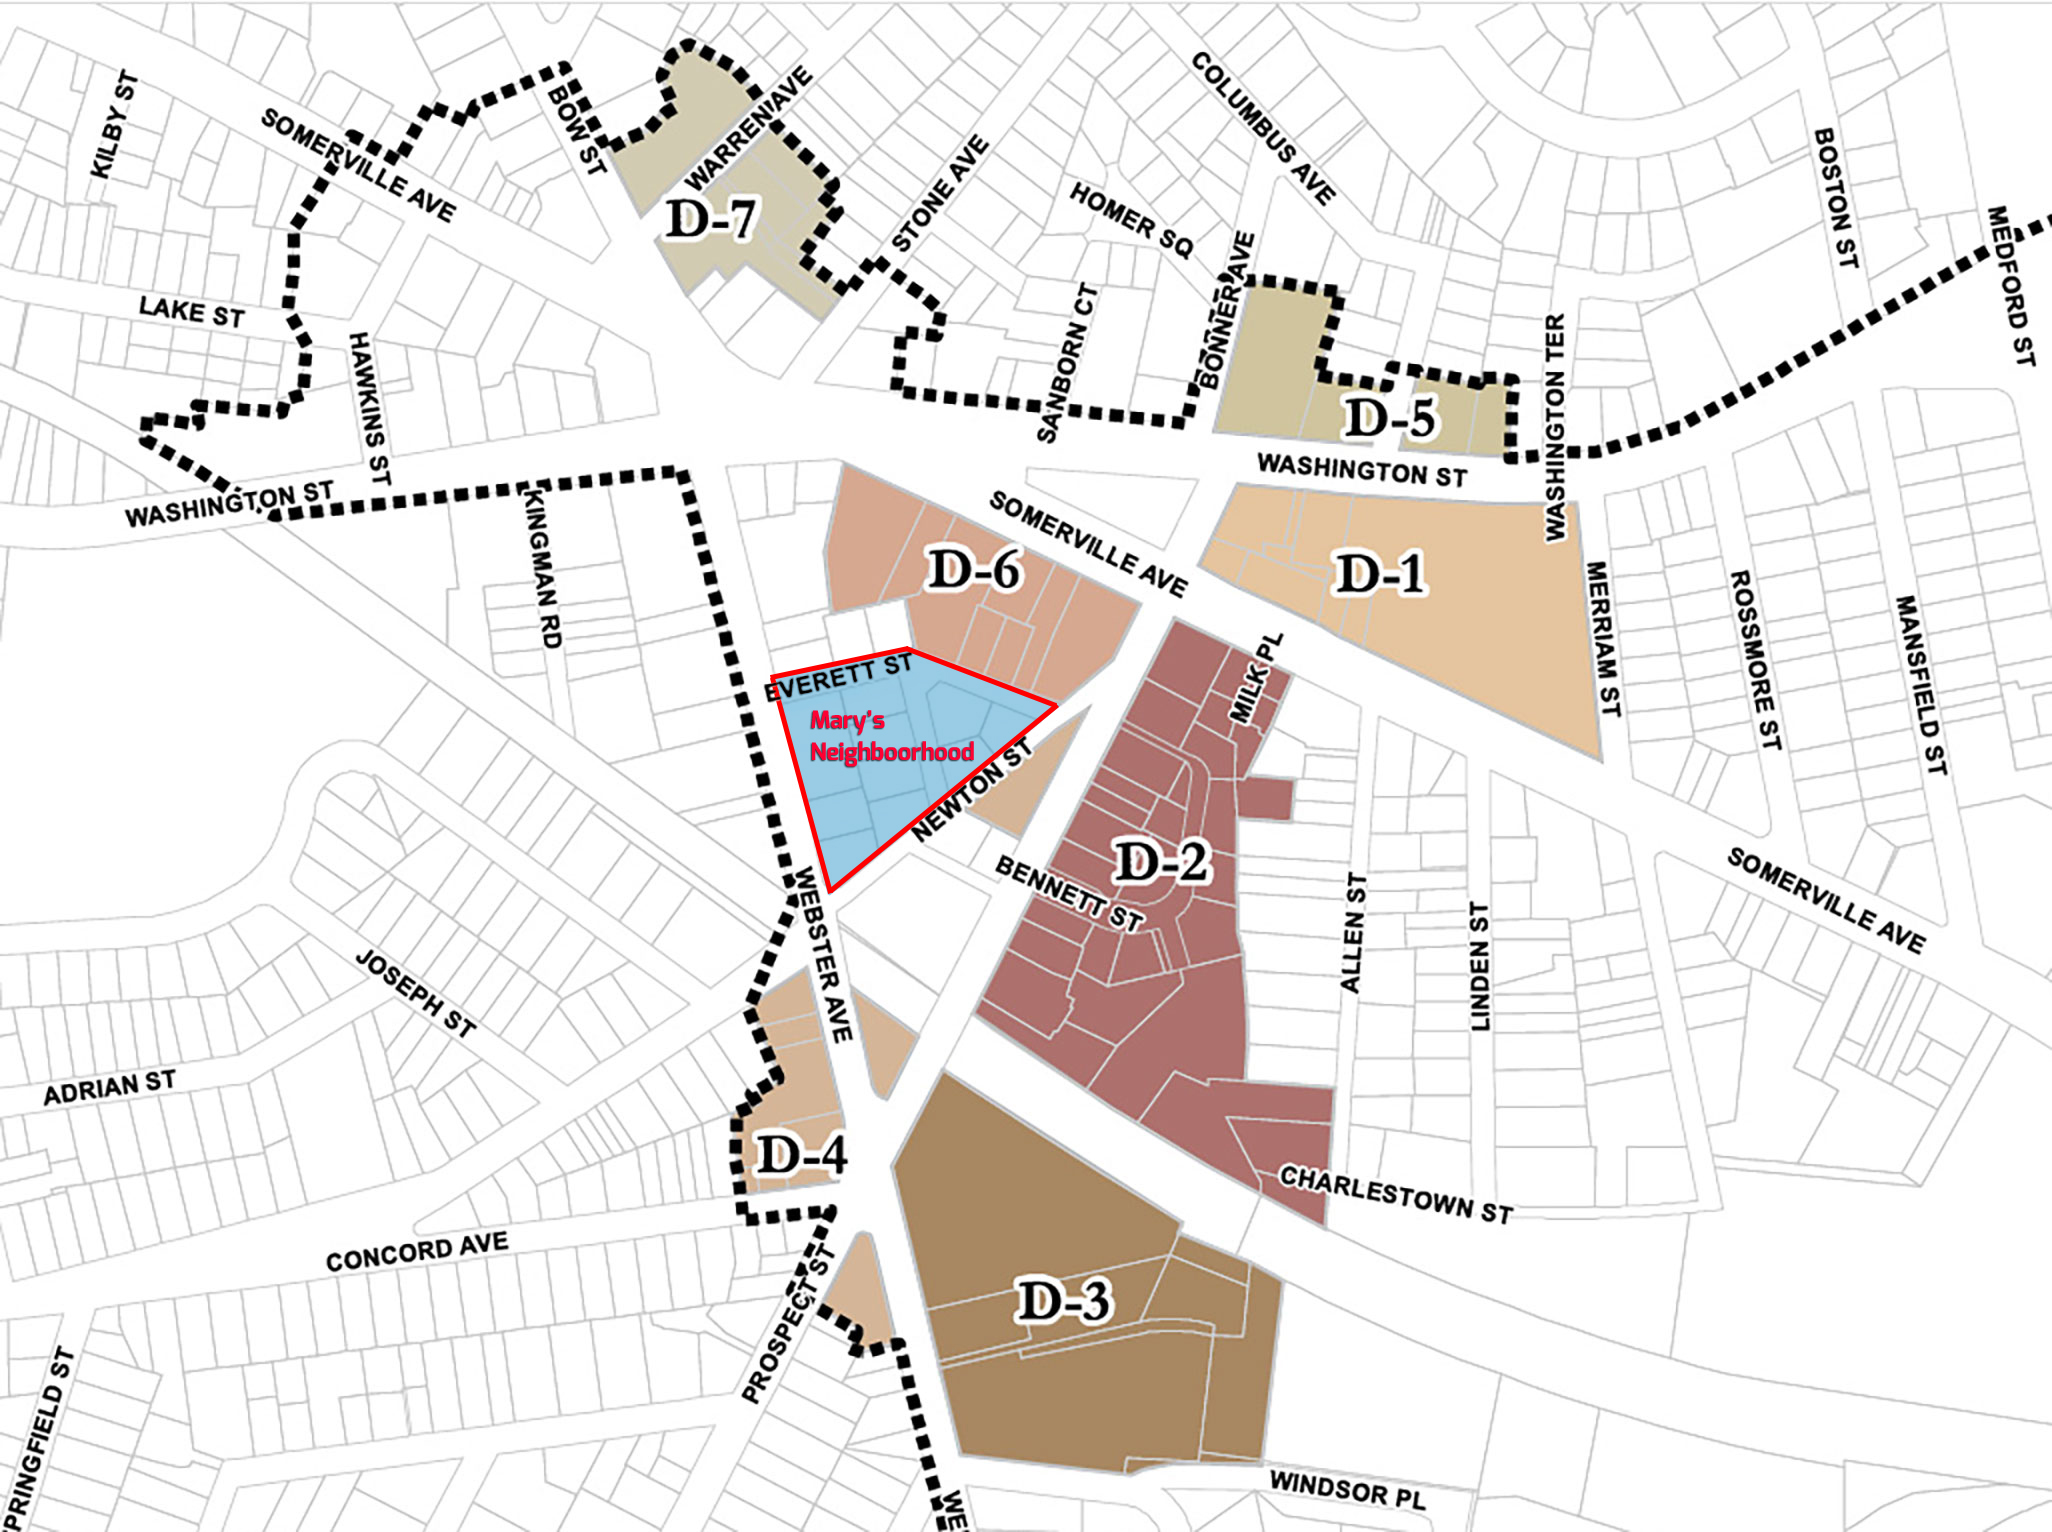 KILBY ST
SOMERVILLE AVE
BOW ST
WARREN AVE
D-7
STONE AVE
COLUMBUS AVE
HOMER SQ
BOSTON ST
MEDFORD ST
LAKE ST
HAWKINS ST
SANBORN CT
BONNER AVE
D-5
WASHINGTON TER
WASHINGTON ST
WASHINGTON ST
KINGMAN RD
SOMERVILLE AVE
D-6
D-1
MERRIAM ST
ROSSMORE ST
MANSFIELD ST
EVERETT ST
Mary's
Neighboorhood
NEWTON ST
MILK PL
D-2
BENNETT ST
WEBSTER AVE
ALLEN ST
LINDEN ST
SOMERVILLE AVE
JOSEPH ST
ADRIAN ST
D-4
CHARLESTOWN ST
CONCORD AVE
PROSPECT ST
D-3
PRINGFIELD ST
WINDSOR PL
WE